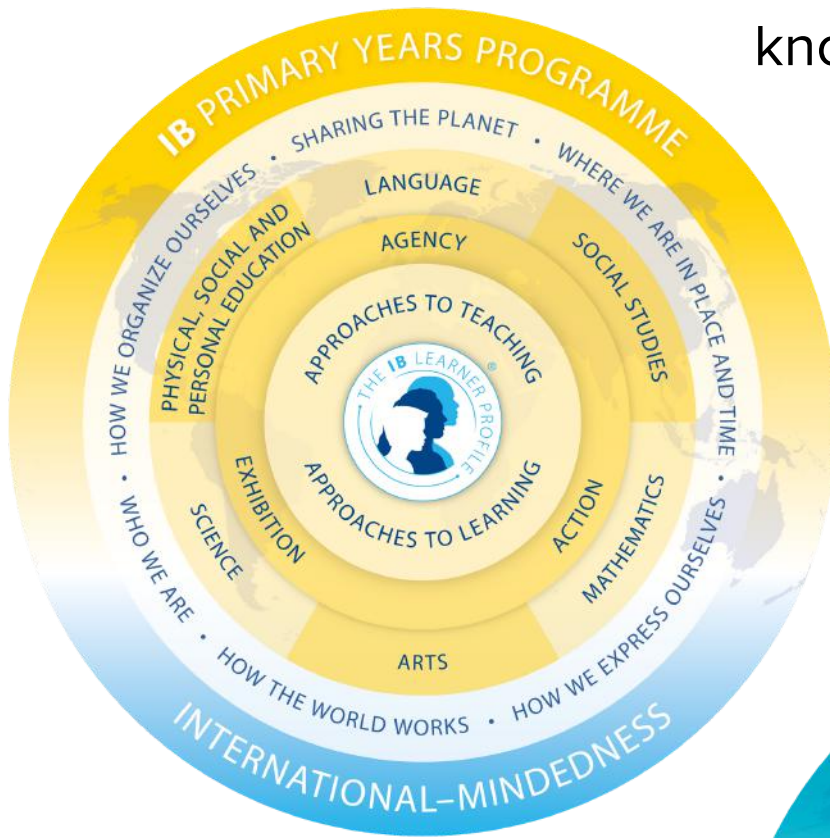 kno
IB PRIMARY YEARS PROGRAMME
HOW WE ORGANIZE OURSELVES • SHARING THE PLANET • WHERE WE ARE IN PLACE AND TIME •
LANGUAGE
PHYSICAL, SOCIAL AND
PERSONAL EDUCATION
SOCIAL STUDIES
AGENCY
APPROACHES TO TEACHING
THE IB LEARNER PROFILE ®
APPROACHES TO LEARNING
EXHIBITION
ACTION
SCIENCE
MATHEMATICS
ARTS
• WHO WE ARE • HOW THE WORLD WORKS • HOW WE EXPRESS OURSELVES
INTERNATIONAL–MINDEDNESS